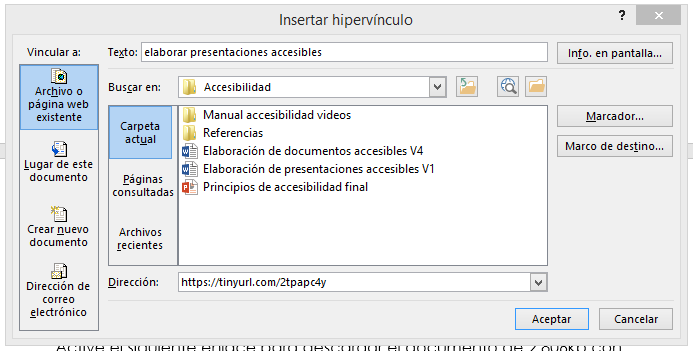 Insertar hipervínculo
?
Vincular a:
Texto: elaborar presentaciones accesibles
Info. en pantalla...
Archivo o
página web
existente
Buscar en:
Accesibilidad
Carpeta
actual
Manual accesibilidad videos
Referencias
Elaboración de documentos accesibles V4
Elaboración de presentaciones accesibles V1
Principios de accesibilidad final
Marcador...
Marco de destino...
Lugar de este
documento
Páginas
consultadas
Crear nuevo
documento
Archivos
recientes
Dirección de
correo
electrónico
Dirección:
https://tinyurl.com/2tpapc4y
Aceptar
Cancelar
Active el siguiente enlace para descargar el documento de 2,808Kb con